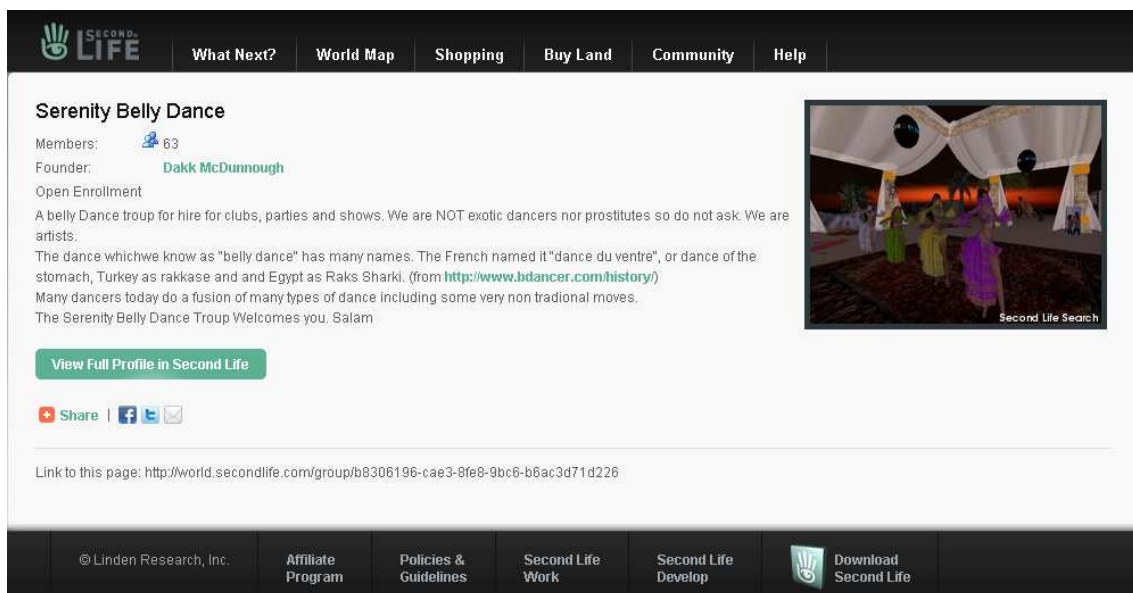 SECOND LIFE
What Next? World Map Shopping Buy Land Community Help
Serenity Belly Dance
Members: 63
Founder: Dakk McDunnough
Open Enrollment
A belly Dance troup for hire for clubs, parties and shows. We are NOT exotic dancers nor prostitutes so do not ask. We are
artists.
The dance whichwe know as "belly dance" has many names. The French named it "dance du ventre", or dance of the
stomach, Turkey as rakkase and and Egypt as Raks Sharki. (from http://www.bdancer.com/history/)
Many dancers today do a fusion of many types of dance including some very non tradional moves.
The Serenity Belly Dance Troup Welcomes you. Salam
Second Life Search
View Full Profile in Second Life
Share |
Link to this page: http://world.secondlife.com/group/b8306196-cae3-8fe8-9bc6-b6ac3d71d226
© Linden Research, Inc.
Affiliate
Program
Policies &
Guidelines
Second Life
Work
Second Life
Develop
Download
Second Life